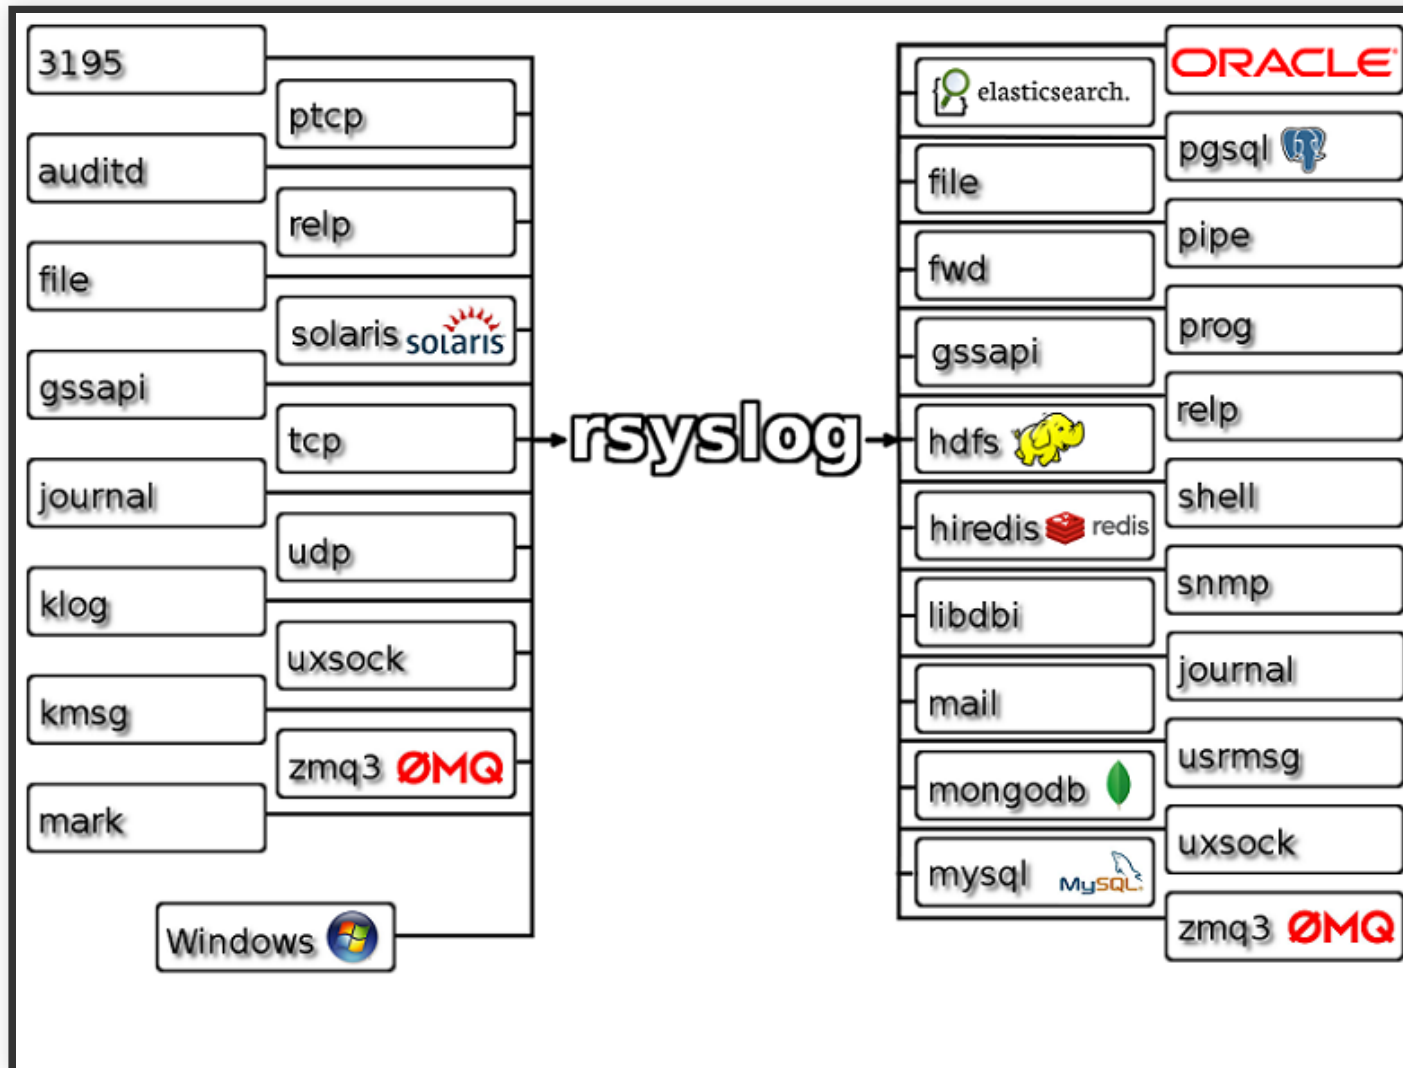 3195
ptcp
auditd
relp
file
solaris solaris
gssapi
tcp
journal
udp
klog
uxsock
kmsg
zmq3 ØMQ
mark
Windows
rsyslog
ORACLE
elasticsearch.
pgsql
file
pipe
fwd
prog
gssapi
relp
hdfs
shell
hiredis redis
snmp
libdbi
journal
mail
usrmsg
mongodb
uxsock
mysql MySQL
zmq3 ØMQ